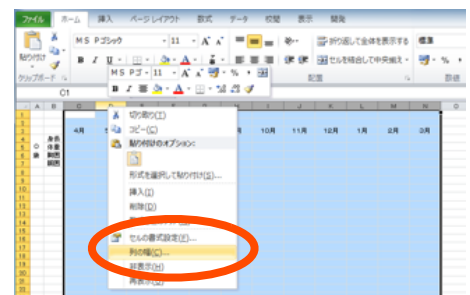 ファイル ホーム 挿入 ページレイアウト 数式 データ 校閲 表示 開発
MS Pゴシック 11 A A 折り返して全体を表示する 標準
貼り付け B I U セルを結合して中央揃え %
クリップボード MS Pゴ 11 A A % 配置 数値
C1 B I A
A B C D L M N O
4月 10月 11月 12月 1月 2月 3月
身長
体重
胸囲
切り取り(T)
コピー(C)
貼り付けのオプション:
形式を選択して貼り付け(S)...
挿入(I)
削除(D)
セルの書式設定(F)...
列の幅(C)...
非表示(H)
再表示(U)